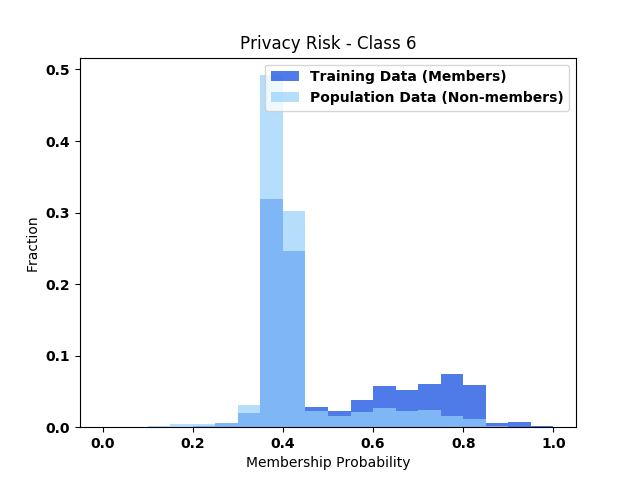 Privacy Risk - Class 6
Training Data (Members)
Population Data (Non-members)
0.5
0.4
0.3
0.2
0.1
0.0
Fraction
0.0 0.2 0.4 0.6 0.8 1.0
Membership Probability